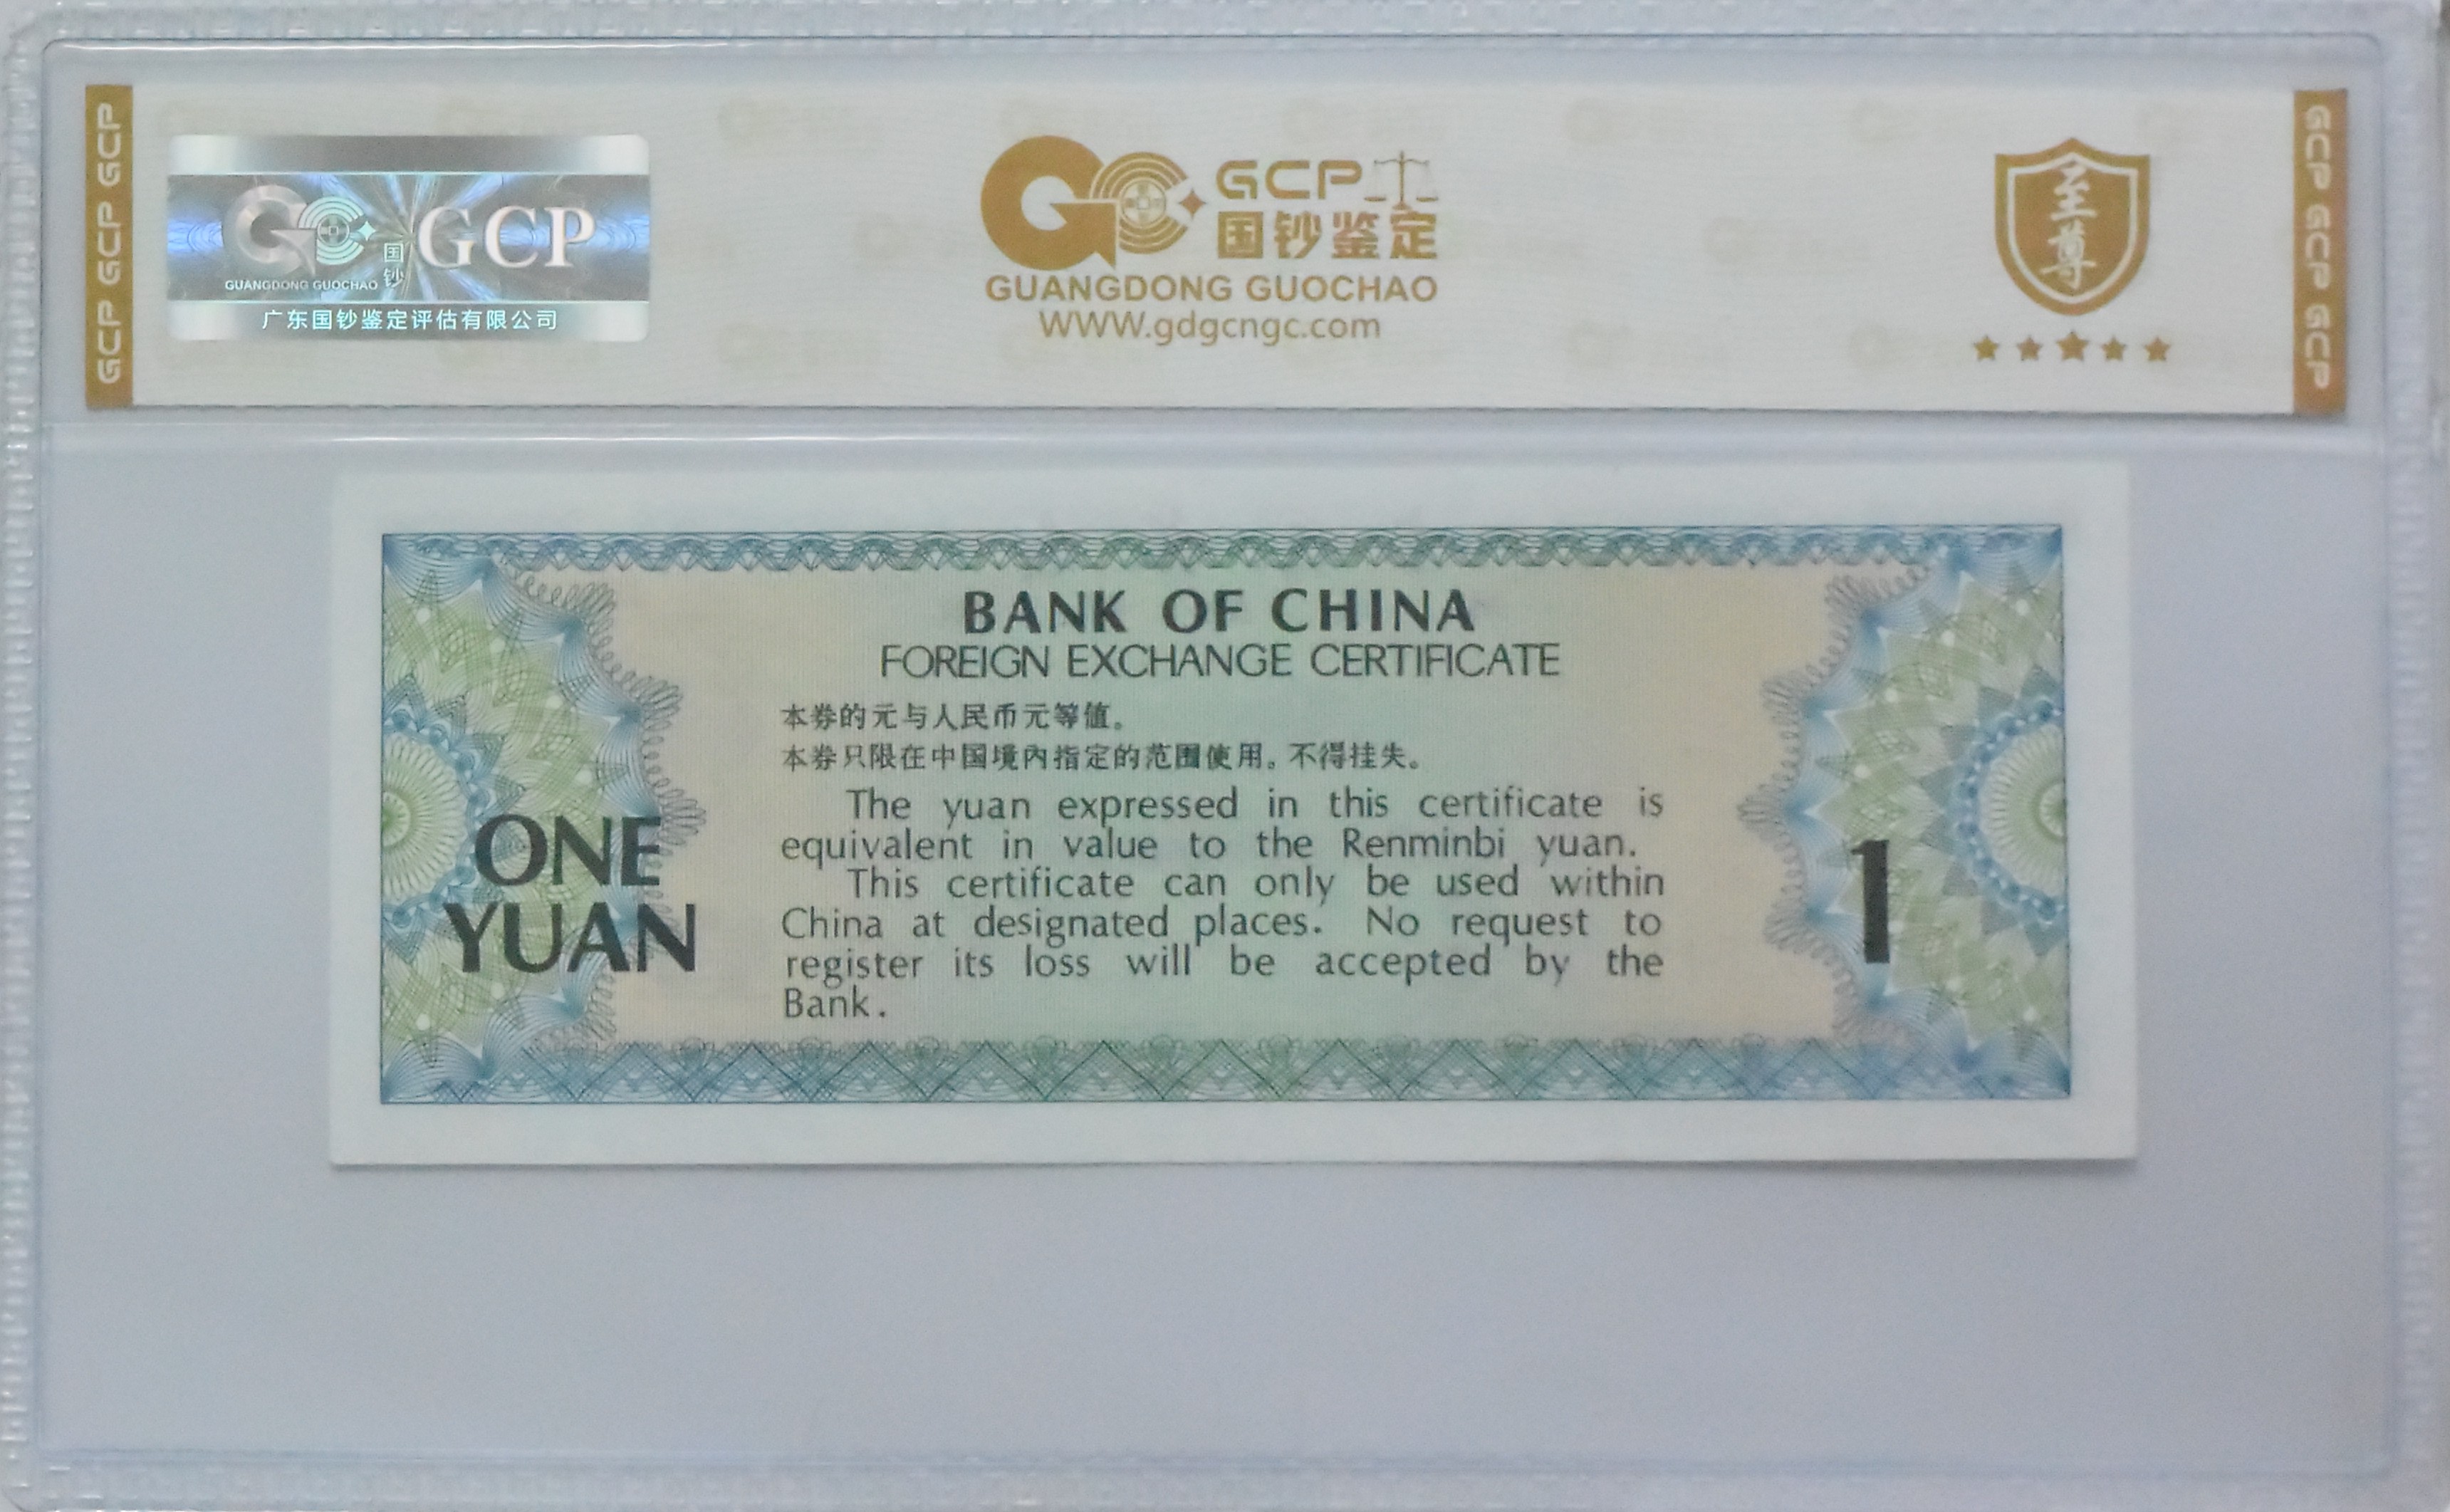 GCP GCP GCP
GCP
国钞
GUANGDONG GUOCHAO
广东国钞鉴定评估有限公司
GCP
国钞鉴定
GUANGDONG GUOCHAO
WWW.gdgcngc.com
至尊
GCP GCP GCP
BANK OF CHINA
FOREIGN EXCHANGE CERTIFICATE
本券的元与人民币元等值。
本券只限在中国境内指定的范围使用。不得挂失。
The yuan expressed in this certificate is
equivalent in value to the Renminbi yuan.
This certificate can only be used within
China at designated places. No request to
register its loss will be accepted by the
Bank.
ONE
YUAN
1